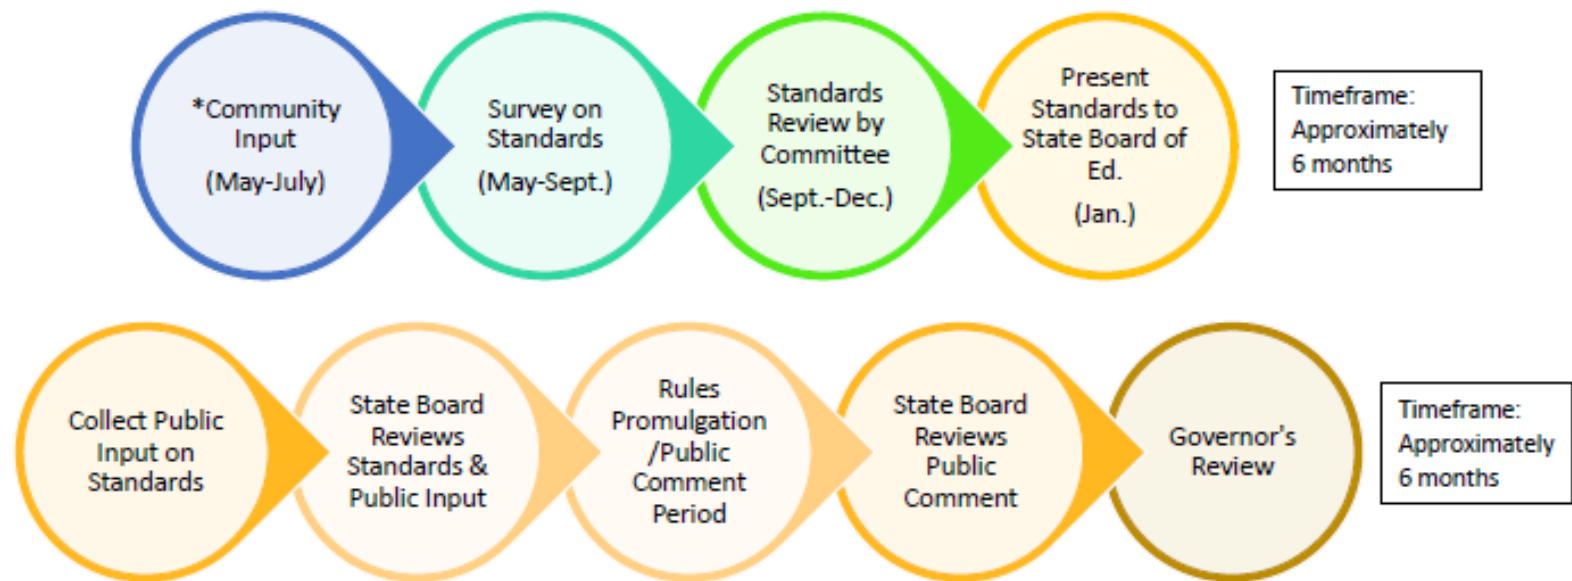 *Community
Input
(May-July)
Survey on
Standards
(May-Sept.)
Standards
Review by
Committee
(Sept.-Dec.)
Present
Standards to
State Board of
Ed.
(Jan.)
Timeframe:
Approximately
6 months
Collect Public
Input on
Standards
State Board
Reviews
Standards &
Public Input
Rules
Promulgation
/Public
Comment
Period
State Board
Reviews
Public
Comment
Governor's
Review
Timeframe:
Approximately
6 months